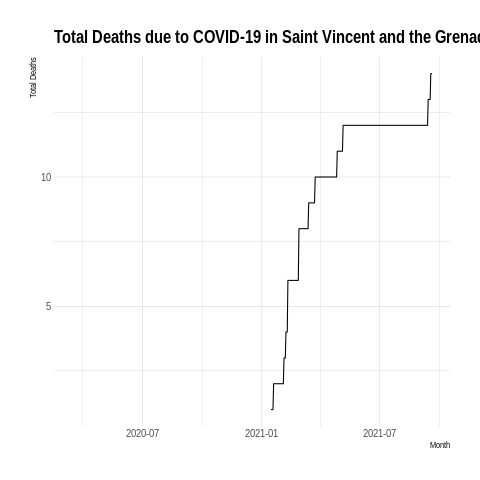 Total Deaths due to COVID-19 in Saint Vincent and the Grenad
Total Deaths
10
5
2020-07
2021-01
2021-07
Month